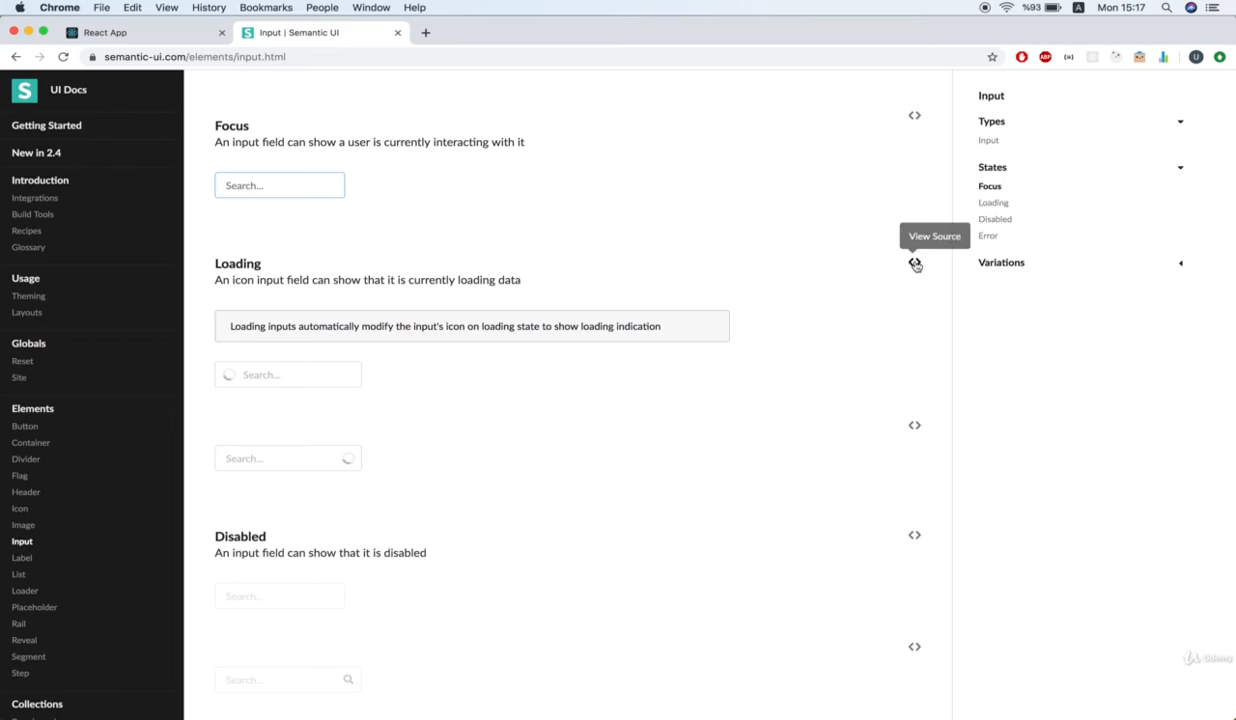 Chrome File Edit View History Bookmarks People Window Help %93 A Mon 15:17
React App
Input | Semantic UI
semantic-ui.com/elements/input.html
ABP
U
S
UI Docs
Getting Started
New in 2.4
Introduction
Integrations
Build Tools
Recipes
Glossary
Usage
Theming
Layouts
Globals
Reset
Site
Elements
Button
Container
Divider
Flag
Header
Icon
Image
Input
Label
List
Loader
Placeholder
Rail
Reveal
Segment
Step
Collections
Focus
An input field can show a user is currently interacting with it
Search...
View Source
Loading
An icon input field can show that it is currently loading data
Loading inputs automatically modify the input's icon on loading state to show loading indication
Search...
Search...
Disabled
An input field can show that it is disabled
Search...
Search...
Input
Types
Input
States
Focus
Loading
Disabled
Error
Variations
Udemy